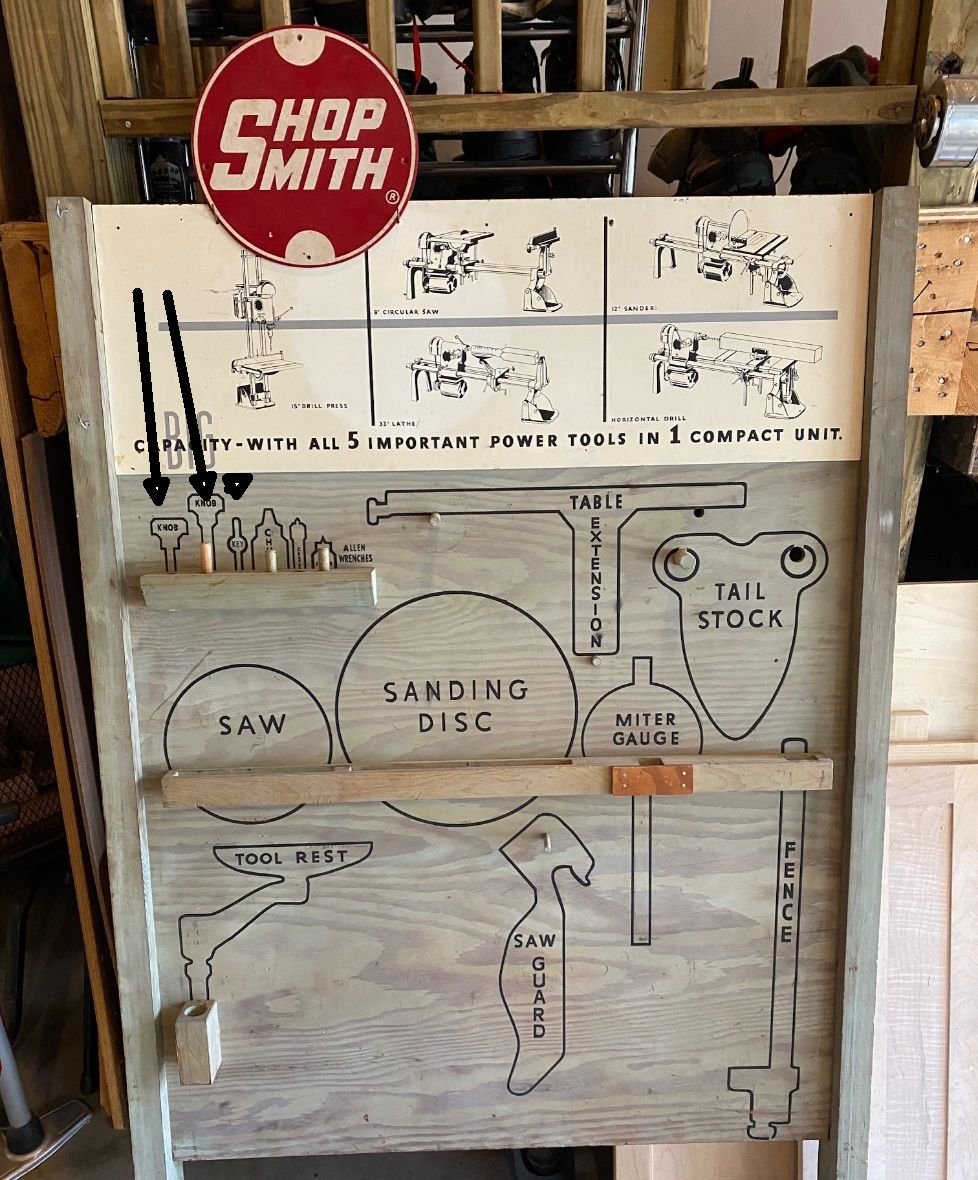 SHOP
SMITH®
8" CIRCULAR SAW
12" SANDER
15" DRILL PRESS
33" LATHE
HORIZONTAL DRILL
BIG
CAPACITY-WITH ALL 5 IMPORTANT POWER TOOLS IN 1 COMPACT UNIT.
KNOB
KNOB
KEY
CH
ALLEN
WRENCHES
TABLE
EXTENSION
TAIL
STOCK
SAW
SANDING
DISC
MITER
GAUGE
TOOL REST
SAW
GUARD
FENCE